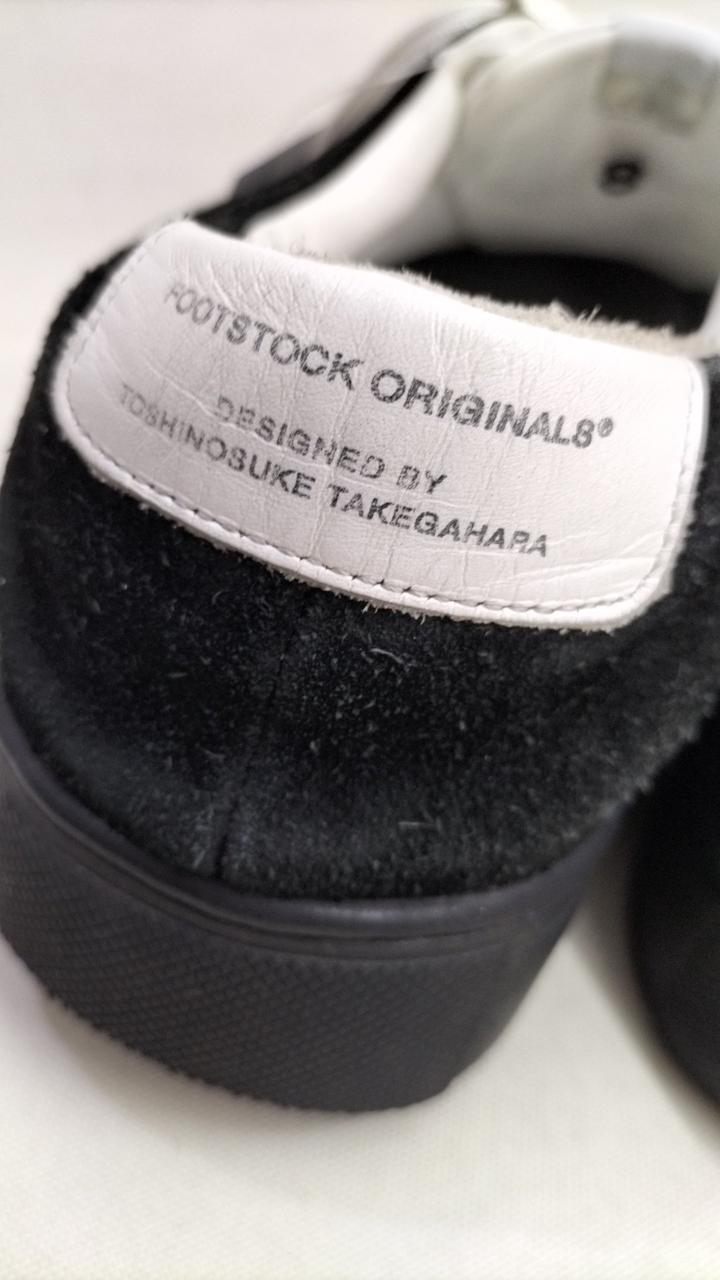 FOOTSTOCK ORIGINALS®
DESIGNED BY
TOSHINOSUKE TAKEGAHARA